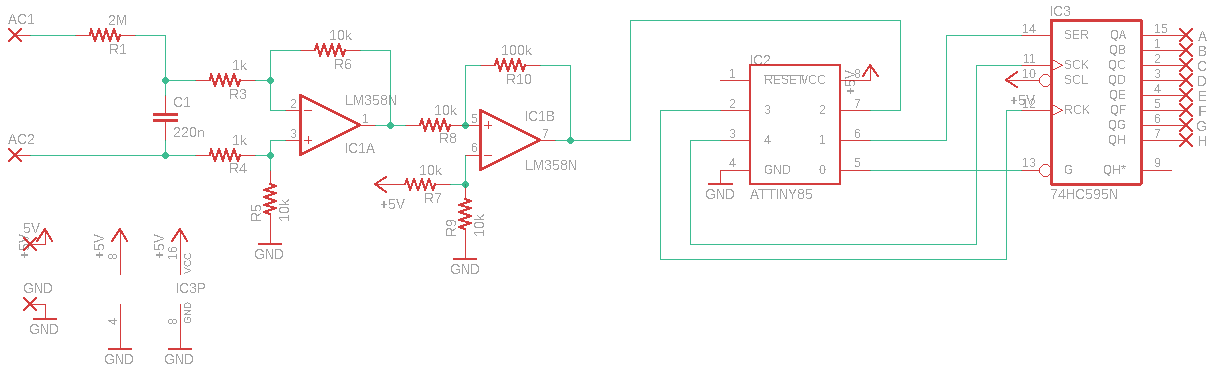 AC1
2M
R1
AC2
C1
220n
1k
R3
1k
R4
R5
10k
GND
10k
R6
LM358N
2
3
1
IC1A
10k
R8
100k
R10
5
6
7
IC1B
LM358N
10k
R7
+5V
R9
10k
GND
IC2
1
RESET
VCC
8
+5V
2
3
2
7
3
4
1
6
4
GND
0
5
GND
ATTINY85
IC3
14
SER
QA
15
A
QB
1
B
11
SCK
QC
2
C
10
SCL
QD
3
D
+5V
QE
4
E
12
RCK
QF
5
F
QG
6
G
QH
7
H
13
G
QH*
9
74HC595N
5V
+5V
GND
GND
+5V
8
4
GND
+5V
16
VCC
IC3P
8
GND
GND